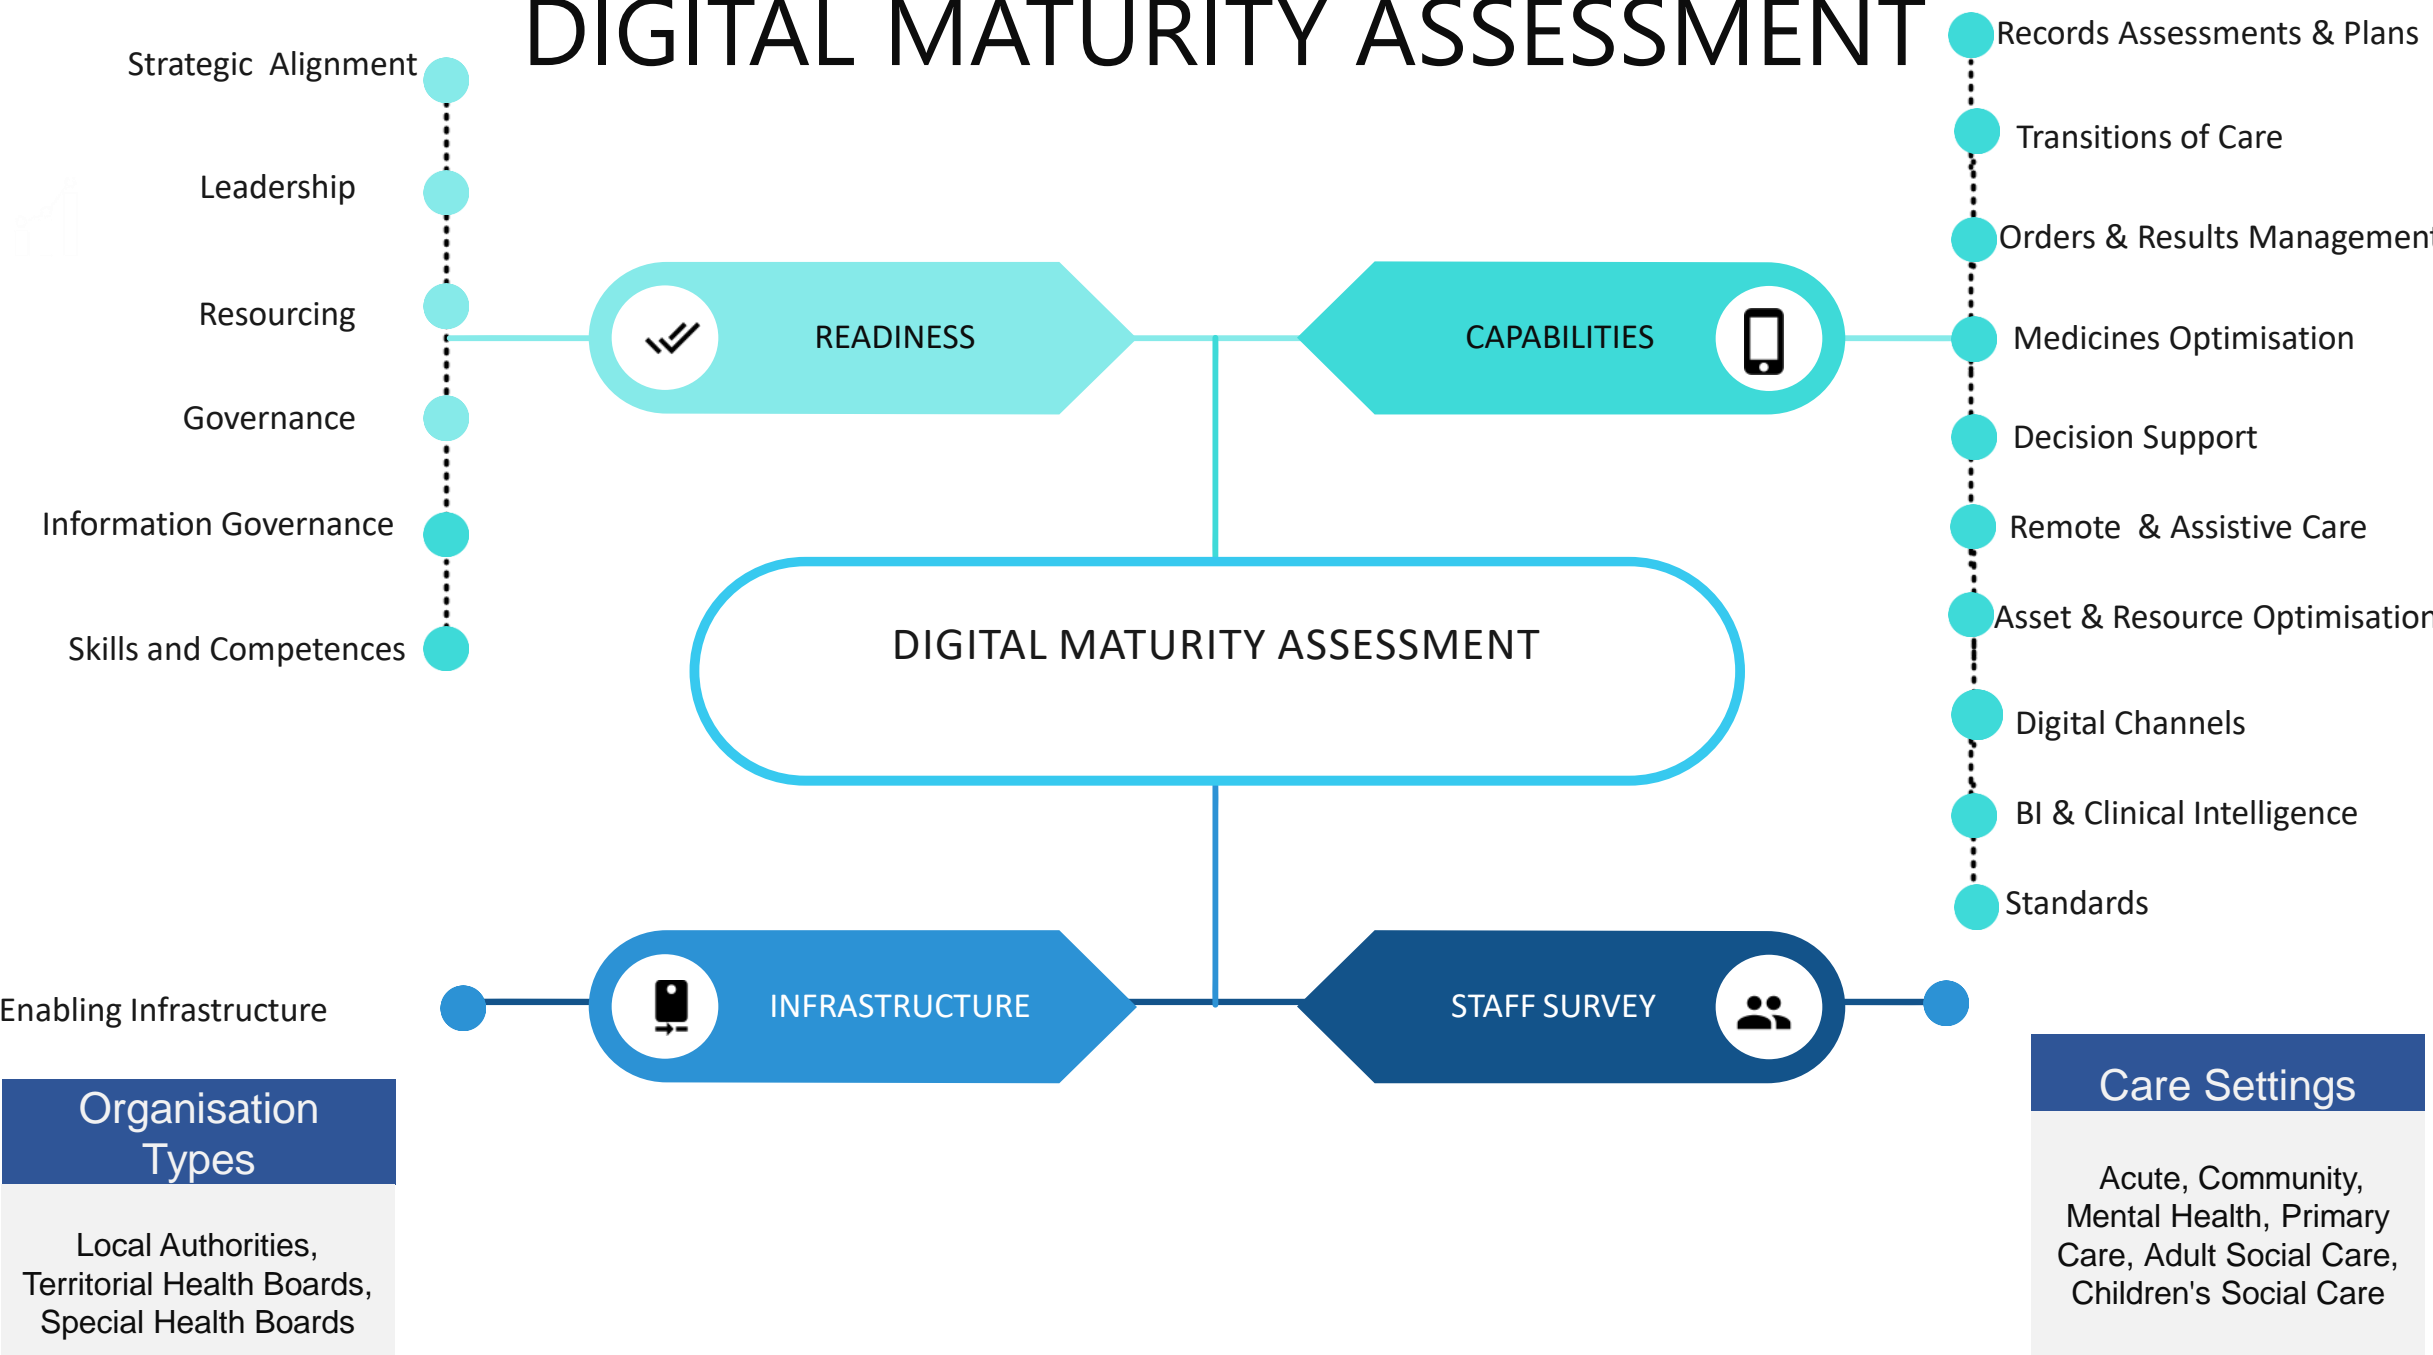 DIGITAL MATURITY ASSESSMENT
Strategic  Alignment
Leadership
Resourcing
Governance
Information Governance
Skills and Competences
READINESS
CAPABILITIES
Records Assessments & Plans
Transitions of Care
Orders & Results Management
Medicines Optimisation
Decision Support
Remote  & Assistive Care
Asset & Resource Optimisation
Digital Channels
BI & Clinical Intelligence
Standards
DIGITAL MATURITY ASSESSMENT
Enabling Infrastructure
INFRASTRUCTURE
STAFF SURVEY
Organisation
Types
Local Authorities,
Territorial Health Boards,
Special Health Boards
Care Settings
Acute, Community,
Mental Health, Primary
Care, Adult Social Care,
Children's Social Care